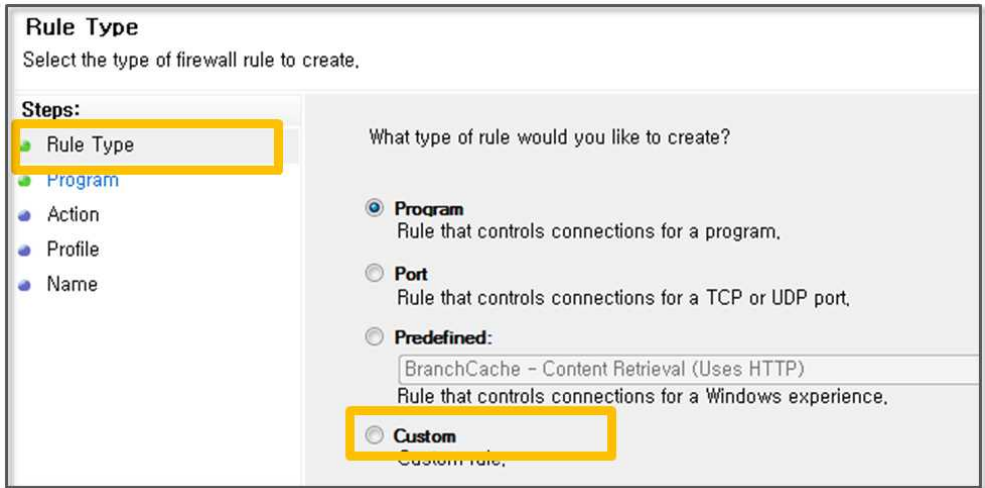 Rule Type
Select the type of firewall rule to create,
Steps:
Rule Type
Program
Action
Profile
Name
What type of rule would you like to create?
Program
Rule that controls connections for a program,
Port
Rule that controls connections for a TCP or UDP port,
Predefined:
BranchCache - Content Retrieval (Uses HTTP)
Rule that controls connections for a Windows experience,
Custom
Custom rule,